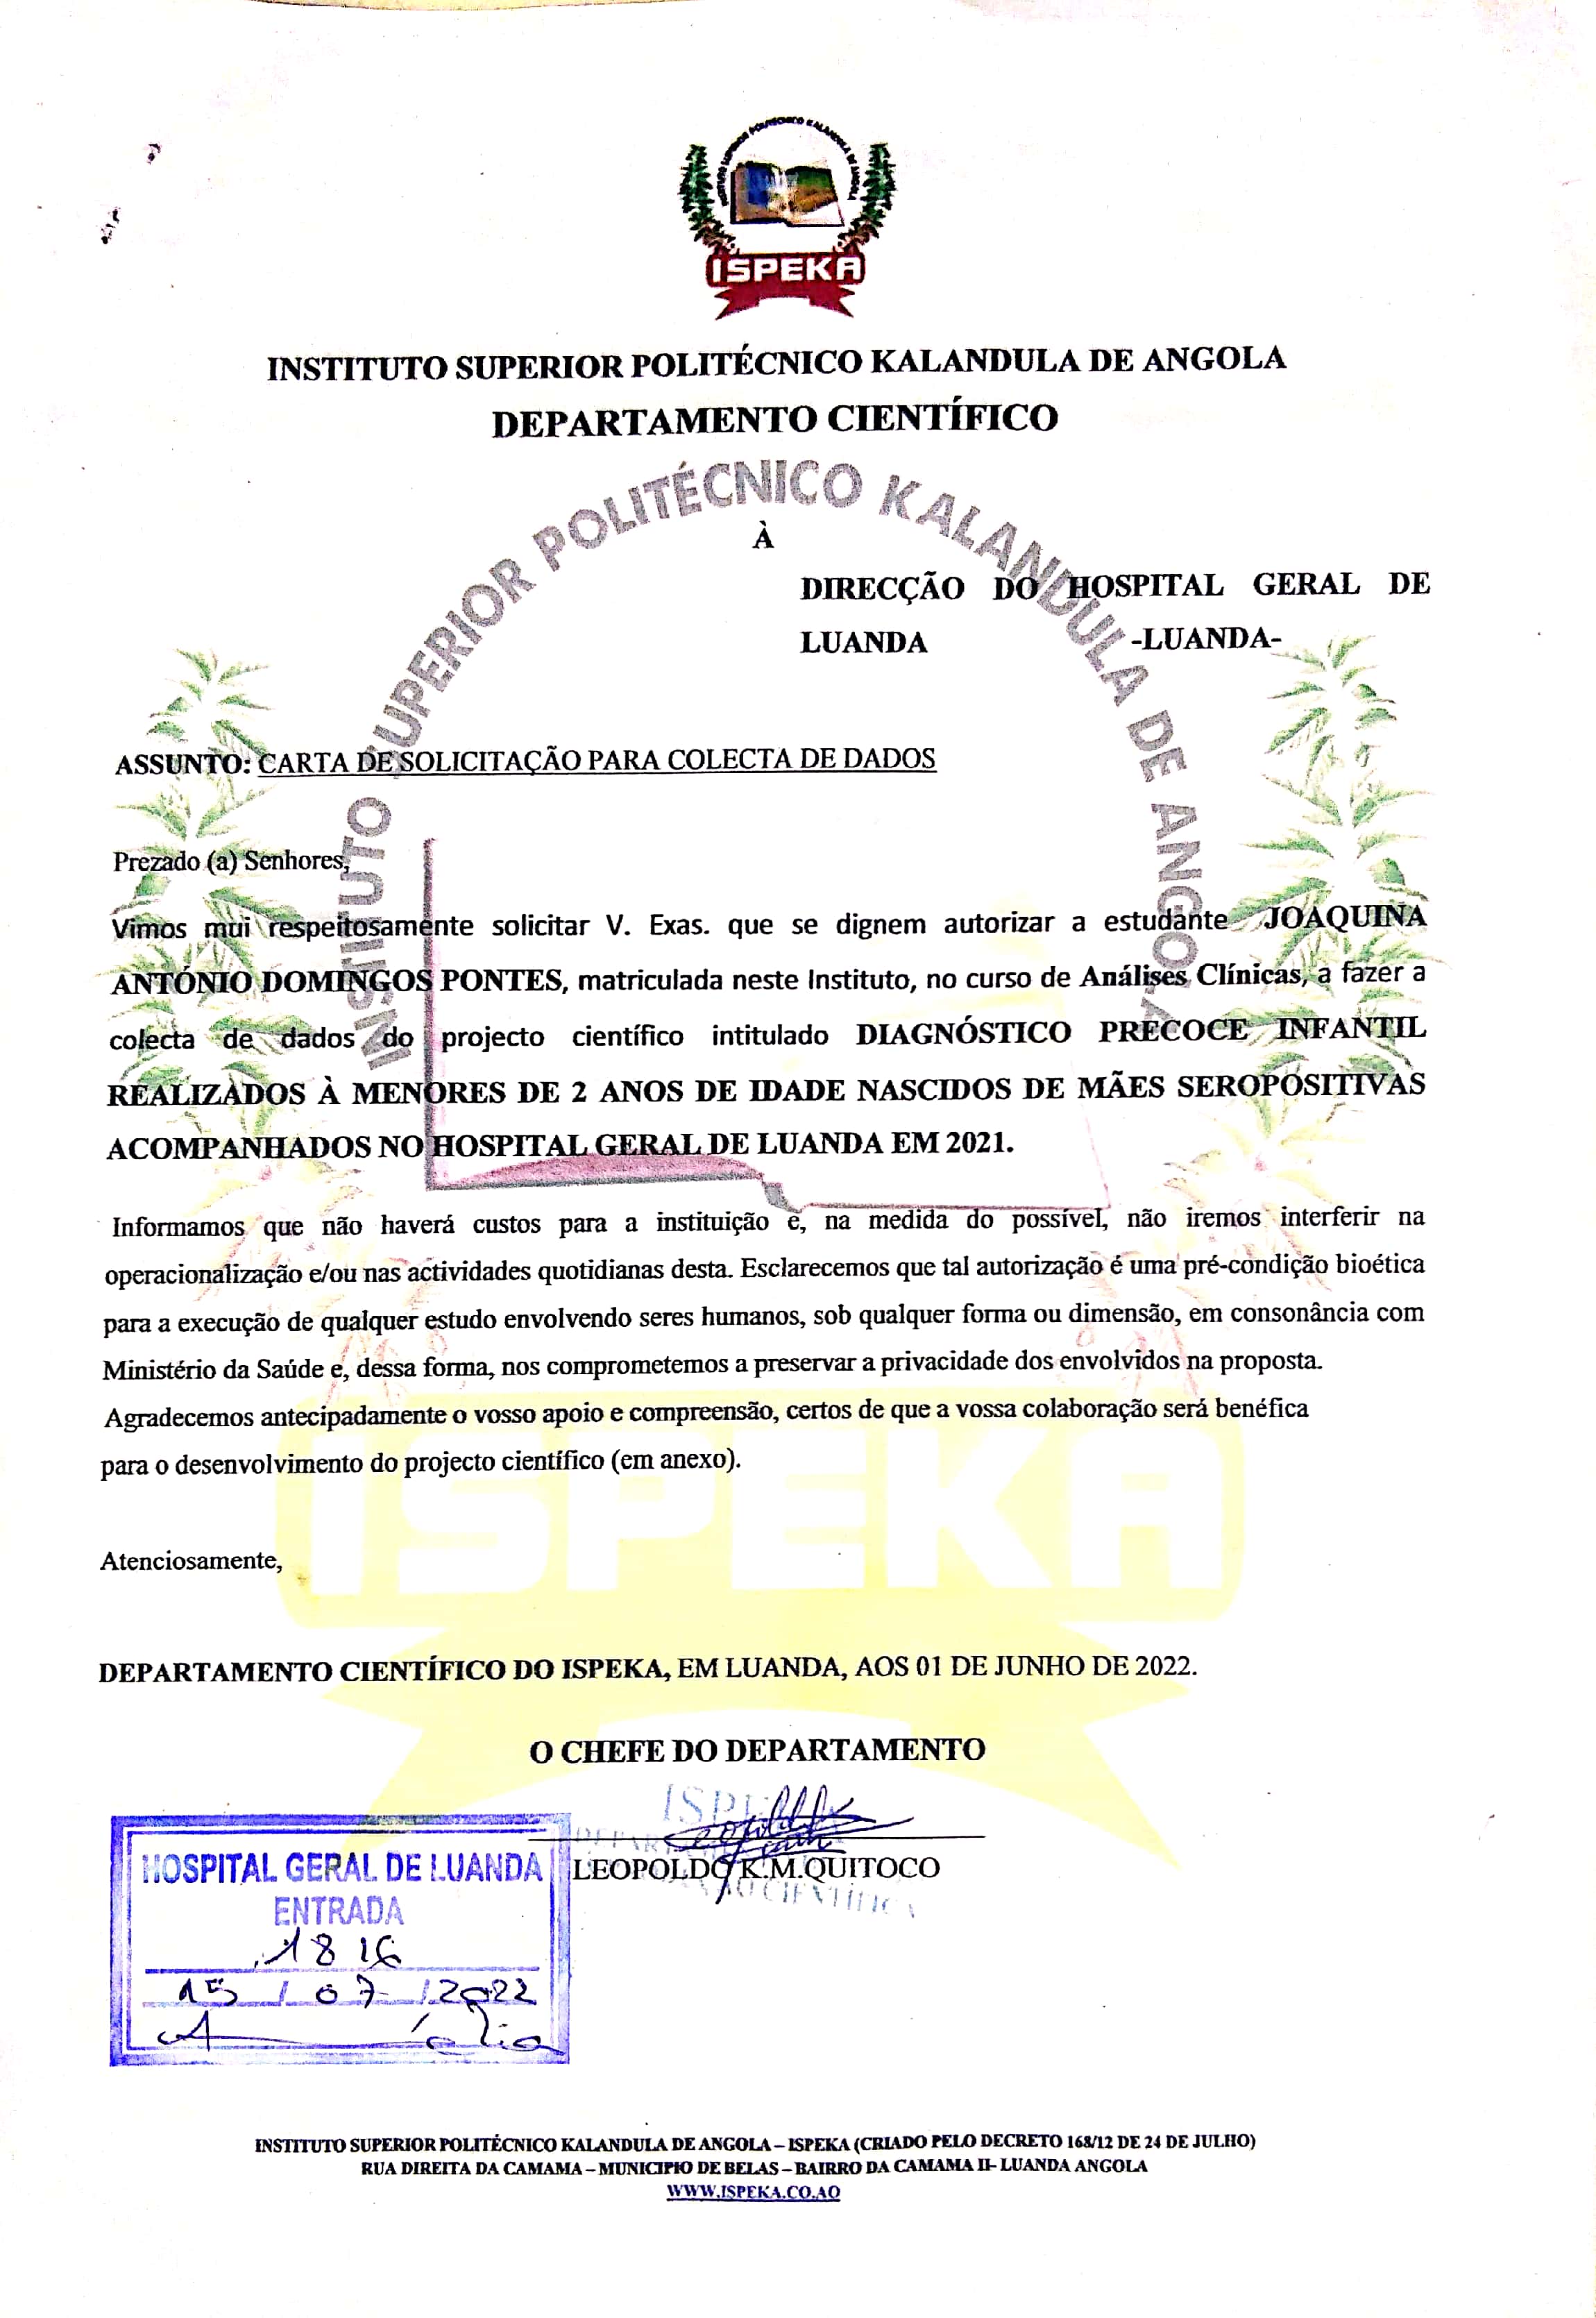 INSTITUTO SUPERIOR POLITÉCNICO KALANDULA DE ANGOLA
ISPEKA
INSTITUTO SUPERIOR POLITÉCNICO KALANDULA DE ANGOLA
DEPARTAMENTO CIENTÍFICO
INSTITUTO SUPERIOR POLITÉCNICO KALANDULA DE ANGOLA
À
DIRECÇÃO DO HOSPITAL GERAL DE
LUANDA -LUANDA-
ASSUNTO: CARTA DE SOLICITAÇÃO PARA COLECTA DE DADOS
Prezado (a) Senhores,
Vimos mui respeitosamente solicitar V. Exas. que se dignem autorizar a estudante JOAQUINA
ANTÓNIO DOMINGOS PONTES, matriculada neste Instituto, no curso de Análises Clínicas, a fazer a
colecta de dados do projecto científico intitulado DIAGNÓSTICO PRECOCE INFANTIL
REALIZADOS À MENORES DE 2 ANOS DE IDADE NASCIDOS DE MÃES SEROPOSITIVAS
ACOMPANHADOS NO HOSPITAL GERAL DE LUANDA EM 2021.
Informamos que não haverá custos para a instituição e, na medida do possível, não iremos interferir na
operacionalização e/ou nas actividades quotidianas desta. Esclarecemos que tal autorização é uma pré-condição bioética
para a execução de qualquer estudo envolvendo seres humanos, sob qualquer forma ou dimensão, em consonância com
Ministério da Saúde e, dessa forma, nos comprometemos a preservar a privacidade dos envolvidos na proposta.
Agradecemos antecipadamente o vosso apoio e compreensão, certos de que a vossa colaboração será benéfica
para o desenvolvimento do projecto científico (em anexo).
ISPEKA
Atenciosamente,
DEPARTAMENTO CIENTÍFICO DO ISPEKA, EM LUANDA, AOS 01 DE JUNHO DE 2022.
O CHEFE DO DEPARTAMENTO
LEOPOLDO K.M.QUITOCO
HOSPITAL GERAL DE LUANDA
ENTRADA
1816
15/07/2022
INSTITUTO SUPERIOR POLITÉCNICO KALANDULA DE ANGOLA – ISPEKA (CRIADO PELO DECRETO 168/12 DE 24 DE JULHO)
RUA DIREITA DA CAMAMA – MUNICIPIO DE BELAS – BAIRRO DA CAMAMA II- LUANDA ANGOLA
WWW.ISPEKA.CO.AO